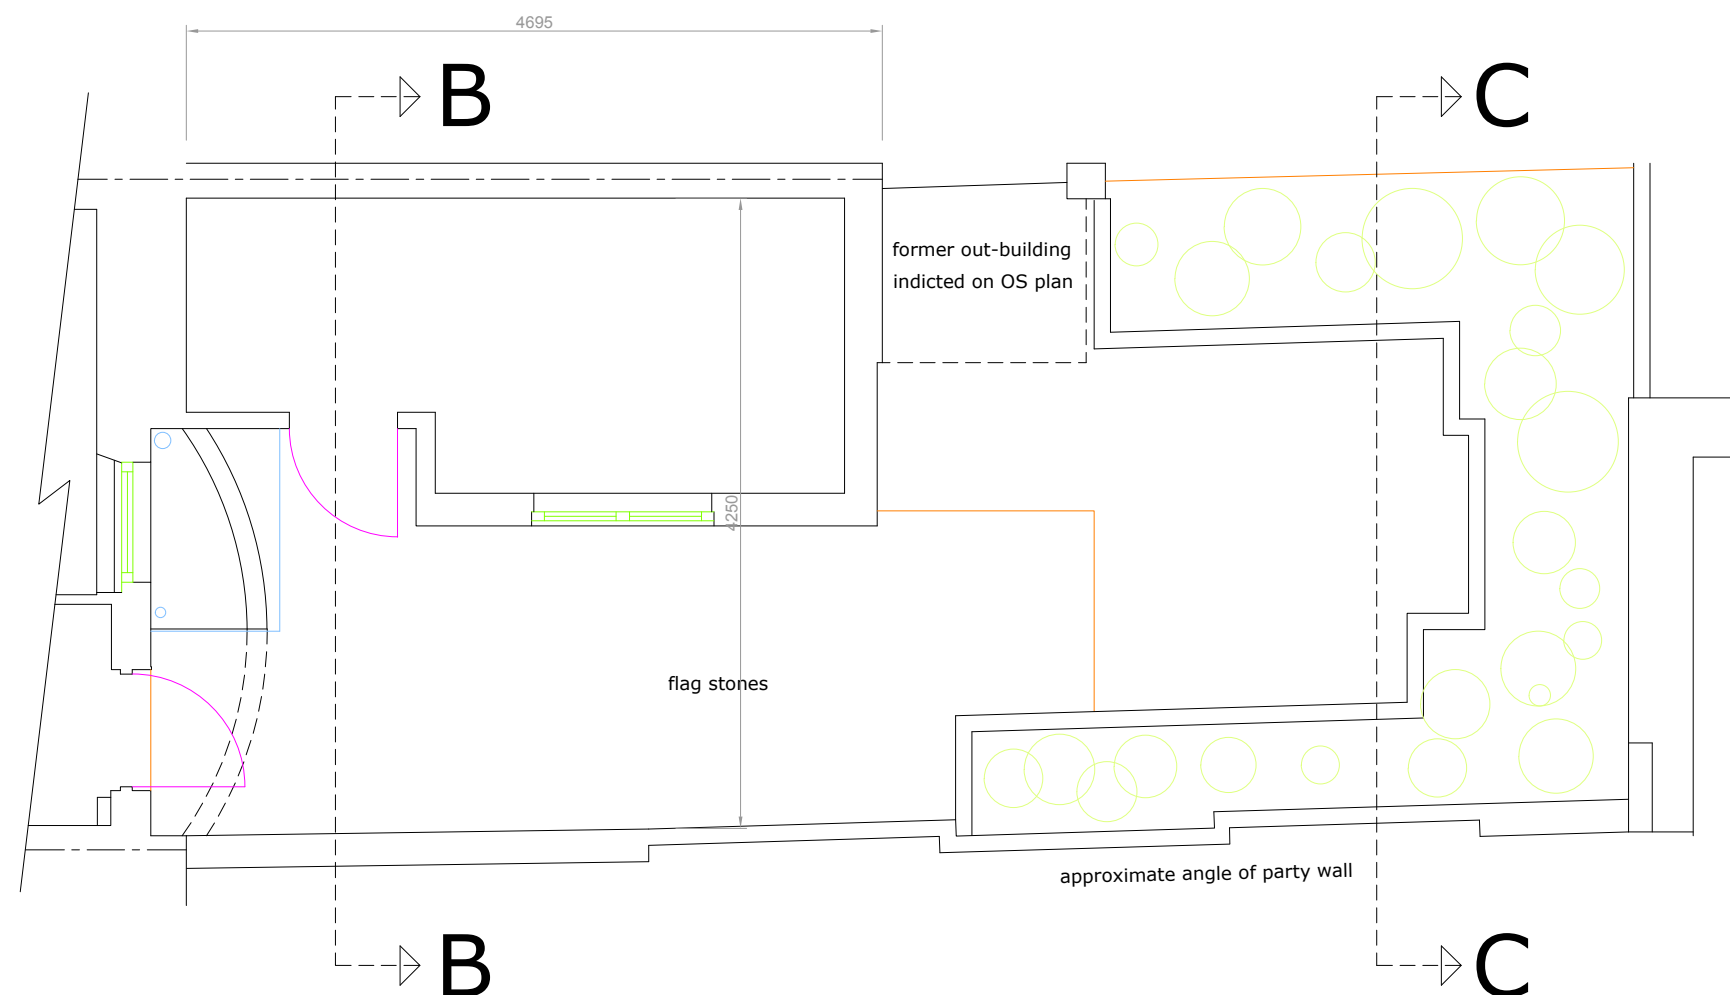 4695
B
C
former out-building
indicted on OS plan
4250
flag stones
approximate angle of party wall
B
C